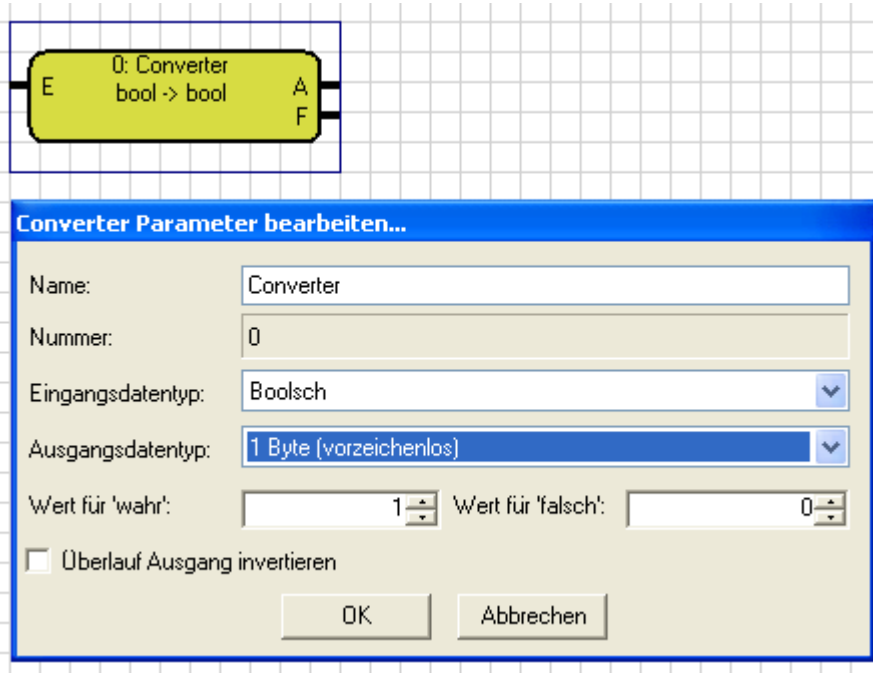 0: Converter
E bool -> bool A
F
Converter Parameter bearbeiten...
Name: Converter
Nummer: 0
Eingangsdatentyp: Boolsch
Ausgangsdatentyp: 1 Byte (vorzeichenlos)
Wert für 'wahr': 1 Wert für 'falsch': 0
Überlauf Ausgang invertieren
OK Abbrechen